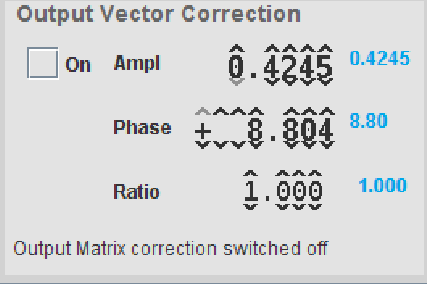 Output Vector Correction
On Ampl 0.4245 0.4245
Phase + 8.804 8.80
Ratio 1.000 1.000
Output Matrix correction switched off